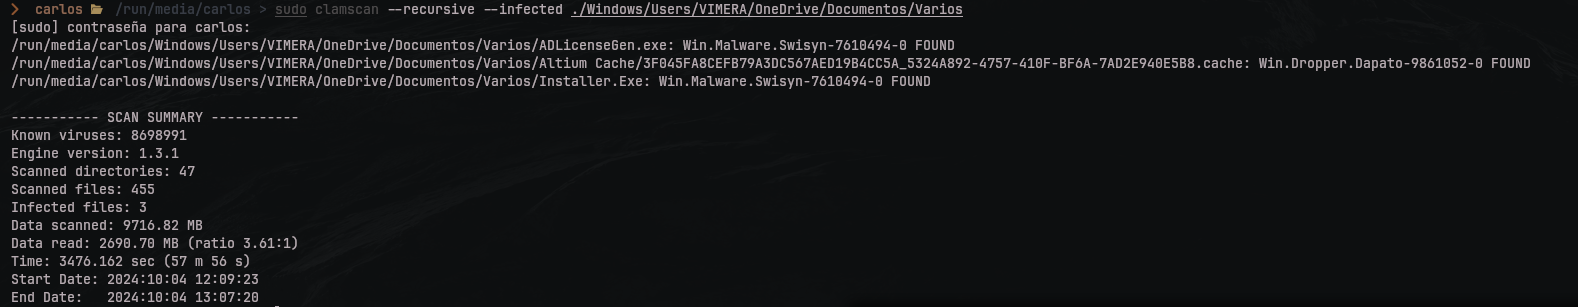 carlos /run/media/carlos > sudo clamscan --recursive --infected ./Windows/Users/VIMERA/OneDrive/Documentos/Varios
[sudo] contraseña para carlos:
/run/media/carlos/Windows/Users/VIMERA/OneDrive/Documentos/Varios/ADLicenseGen.exe: Win.Malware.Swisyn-7610494-0 FOUND
/run/media/carlos/Windows/Users/VIMERA/OneDrive/Documentos/Varios/Altium Cache/3F045FA8CEFB79A3DC567AED19B4CC5A_5324A892-4757-410F-BF6A-7AD2E940E5B8.cache: Win.Dropper.Dapato-9861052-0 FOUND
/run/media/carlos/Windows/Users/VIMERA/OneDrive/Documentos/Varios/Installer.Exe: Win.Malware.Swisyn-7610494-0 FOUND
----------- SCAN SUMMARY -----------
Known viruses: 8698991
Engine version: 1.3.1
Scanned directories: 47
Scanned files: 455
Infected files: 3
Data scanned: 9716.82 MB
Data read: 2690.70 MB (ratio 3.61:1)
Time: 3476.162 sec (57 m 56 s)
Start Date: 2024:10:04 12:09:23
End Date:   2024:10:04 13:07:20